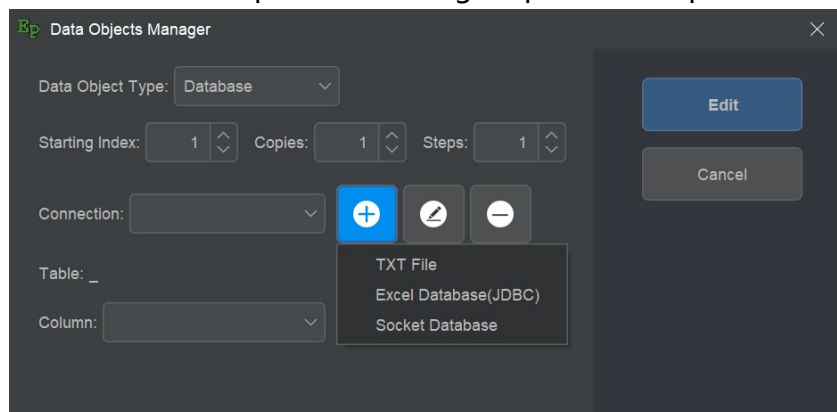 Ep Data Objects Manager
Data Object Type: Database
Edit
Starting Index: 1 Copies: 1 Steps: 1
Cancel
Connection:
TXT File
Table: _
Excel Database(JDBC)
Column:
Socket Database